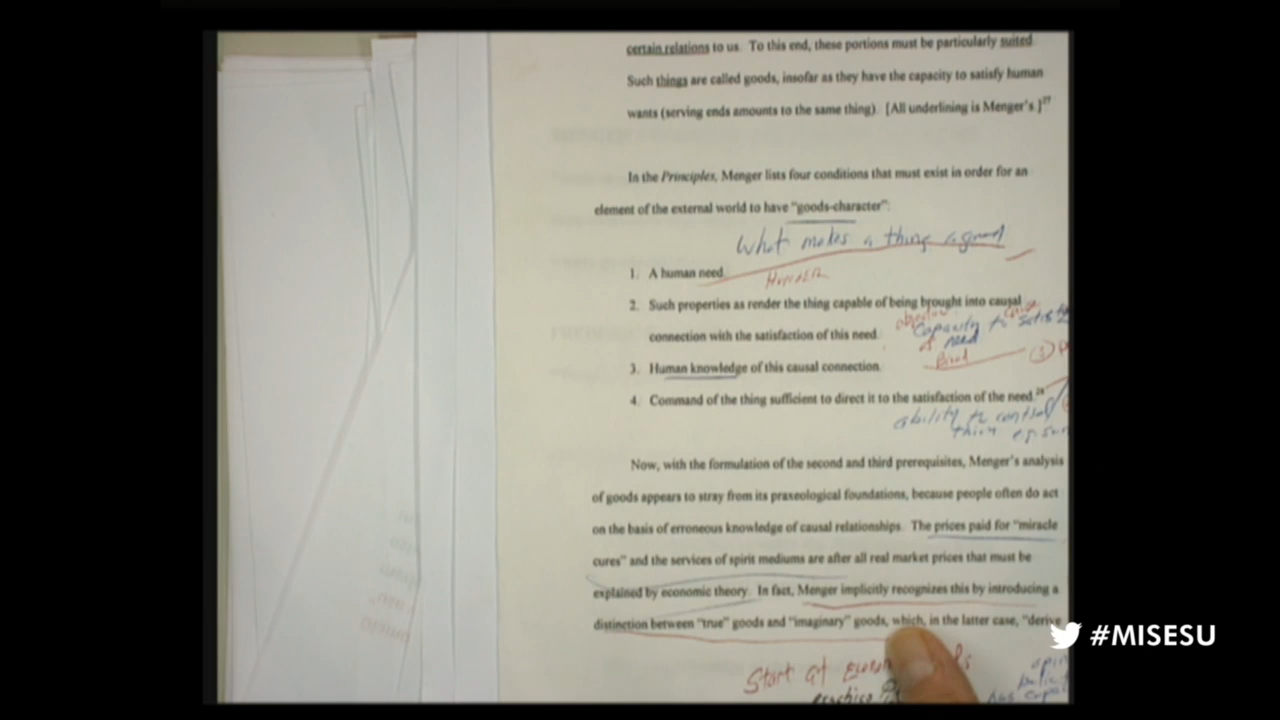 certain relations to us. To this end, these portions must be particularly suited
Such things are called goods, insofar as they have the capacity to satisfy human
wants (serving ends amounts to the same thing). [All underlining is Menger's.]27
In the Principles, Menger lists four conditions that must exist in order for an
element of the external world to have "goods-character":
What makes a thing a good
1. A human need.
2. Such properties as render the thing capable of being brought into causal
Capacity to satisfy
connection with the satisfaction of this need.
a need
3. Human knowledge of this causal connection.
4. Command of the thing sufficient to direct it to the satisfaction of the need.
ability to control
thing e.g. sun
Now, with the formulation of the second and third prerequisites, Menger's analysis
of goods appears to stray from its praxeological foundations, because people often do act
on the basis of erroneous knowledge of causal relationships. The prices paid for "miracle
cures" and the services of spirit mediums are after all real market prices that must be
explained by economic theory. In fact, Menger implicitly recognizes this by introducing a
distinction between "true" goods and "imaginary" goods, which, in the latter case, "derive
#MISESU
Start at
has